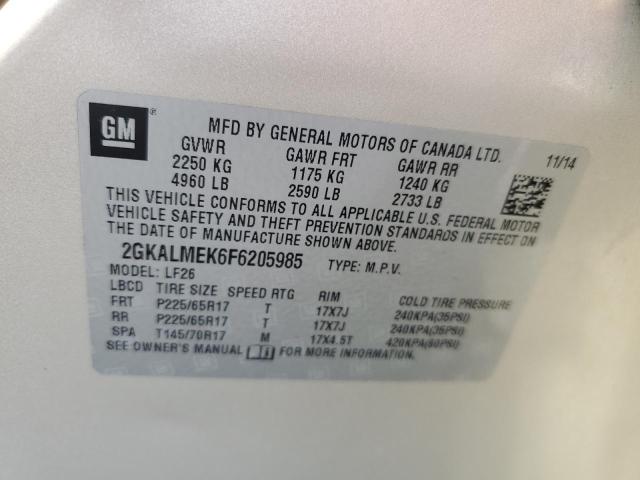 GM ®
MFD BY GENERAL MOTORS OF CANADA LTD.
11/14
GVWR GAWR FRT GAWR RR
2250 KG 1175 KG 1240 KG
4960 LB 2590 LB 2733 LB
THIS VEHICLE CONFORMS TO ALL APPLICABLE U.S. FEDERAL MOTOR
VEHICLE SAFETY AND THEFT PREVENTION STANDARDS IN EFFECT ON
THE DATE OF MANUFACTURE SHOWN ABOVE.
2GKALMEK6F6205985 TYPE: M.P.V.
MODEL: LF26
LBCD TIRE SIZE SPEED RTG RIM COLD TIRE PRESSURE
FRT P225/65R17 T 17X7J 240KPA(35PSI)
RR P225/65R17 T 17X7J 240KPA(35PSI)
SPA T145/70R17 M 17X4.5T 420KPA(60PSI)
SEE OWNER'S MANUAL FOR MORE INFORMATION.